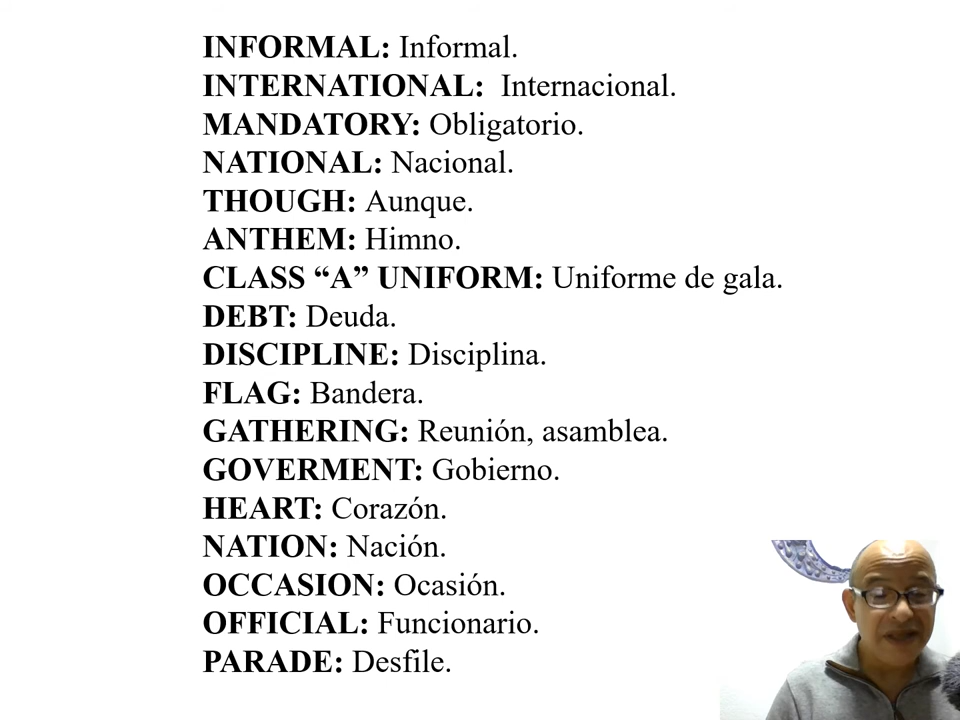 INFORMAL: Informal.
INTERNATIONAL: Internacional.
MANDATORY: Obligatorio.
NATIONAL: Nacional.
THOUGH: Aunque.
ANTHEM: Himno.
CLASS “A” UNIFORM: Uniforme de gala.
DEBT: Deuda.
DISCIPLINE: Disciplina.
FLAG: Bandera.
GATHERING: Reunión, asamblea.
GOVERMENT: Gobierno.
HEART: Corazón.
NATION: Nación.
OCCASION: Ocasión.
OFFICIAL: Funcionario.
PARADE: Desfile.